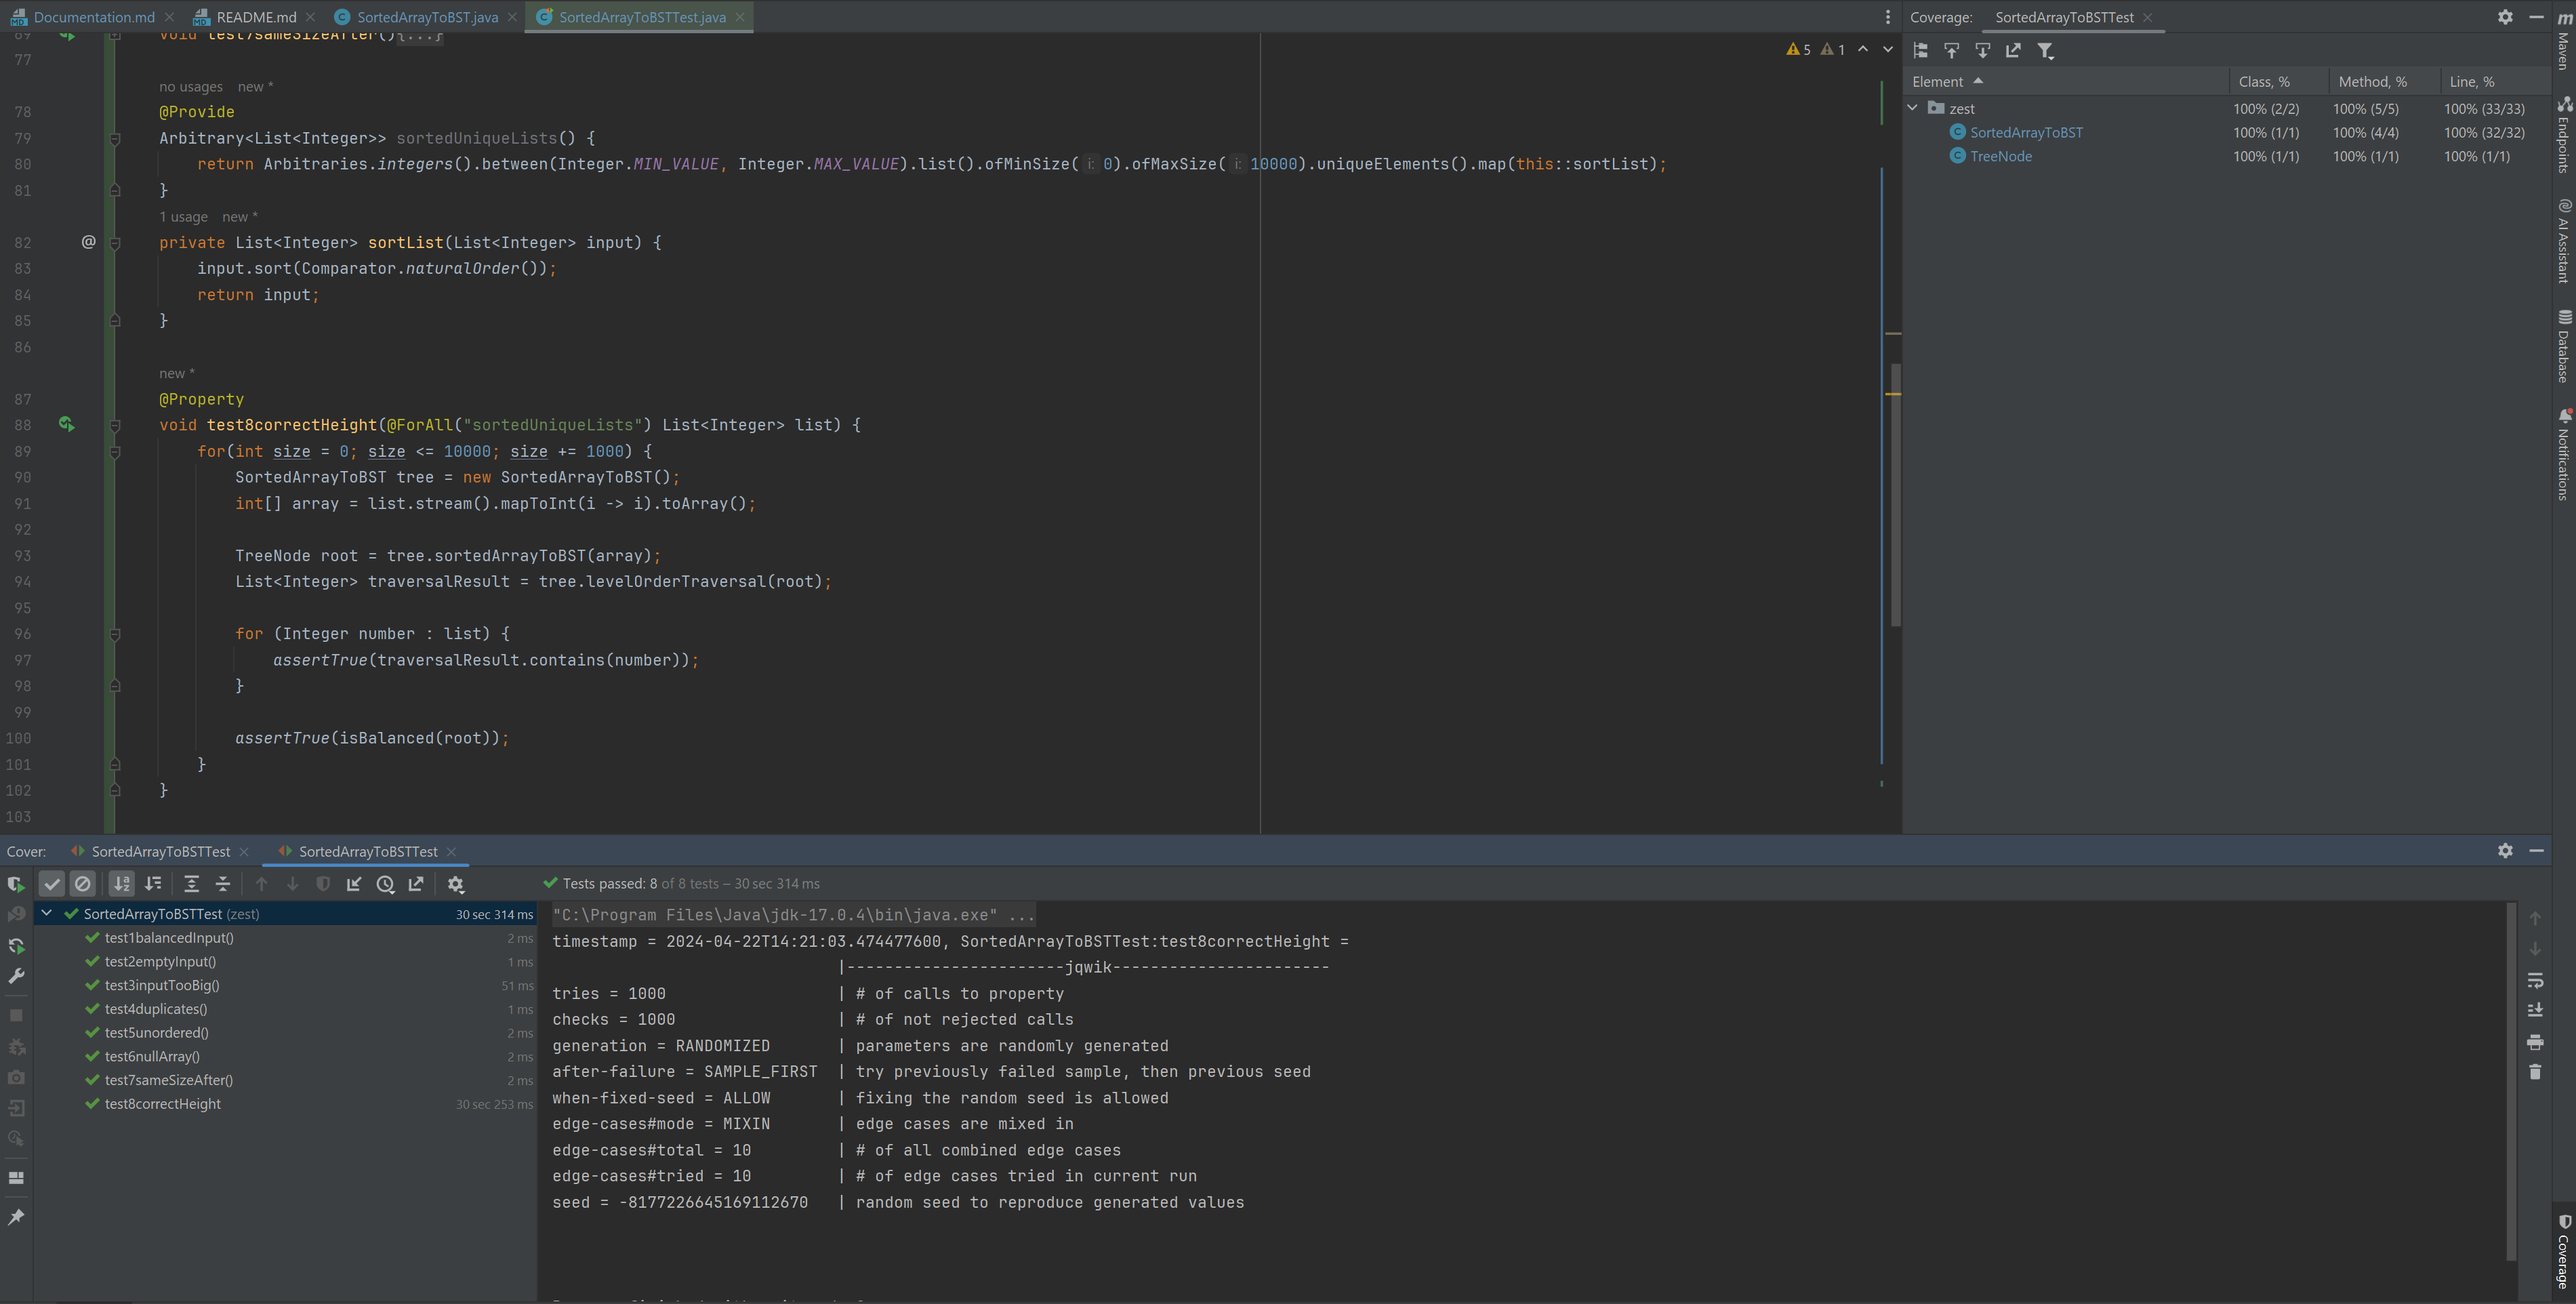 Documentation.md README.md SortedArrayToBST.java SortedArrayToBSTTest.java
69 void test7sameSizeAfter(){...}
5 1
77
no usages new *
78 @Provide
79 Arbitrary<List<Integer>> sortedUniqueLists() {
80 return Arbitraries.integers().between(Integer.MIN_VALUE, Integer.MAX_VALUE).list().ofMinSize( i: 0).ofMaxSize( i: 10000).uniqueElements().map(this::sortList);
81 }
1 usage new *
82 @ private List<Integer> sortList(List<Integer> input) {
83 input.sort(Comparator.naturalOrder());
84 return input;
85 }
86
new *
87 @Property
88 void test8correctHeight(@ForAll("sortedUniqueLists") List<Integer> list) {
89 for(int size = 0; size <= 10000; size += 1000) {
90 SortedArrayToBST tree = new SortedArrayToBST();
91 int[] array = list.stream().mapToInt(i -> i).toArray();
92
93 TreeNode root = tree.sortedArrayToBST(array);
94 List<Integer> traversalResult = tree.levelOrderTraversal(root);
95
96 for (Integer number : list) {
97 assertTrue(traversalResult.contains(number));
98 }
99
100 assertTrue(isBalanced(root));
101 }
102 }
103
Coverage: SortedArrayToBSTTest
Element Class, % Method, % Line, %
zest 100% (2/2) 100% (5/5) 100% (33/33)
SortedArrayToBST 100% (1/1) 100% (4/4) 100% (32/32)
TreeNode 100% (1/1) 100% (1/1) 100% (1/1)
m
Maven
Endpoints
AI Assistant
Database
Notifications
Coverage
Cover: SortedArrayToBSTTest SortedArrayToBSTTest
Tests passed: 8 of 8 tests – 30 sec 314 ms
SortedArrayToBSTTest (zest) 30 sec 314 ms
test1balancedInput() 2 ms
test2emptyInput() 1 ms
test3inputTooBig() 51 ms
test4duplicates() 1 ms
test5unordered() 2 ms
test6nullArray() 2 ms
test7sameSizeAfter() 2 ms
test8correctHeight 30 sec 253 ms
"C:\Program Files\Java\jdk-17.0.4\bin\java.exe" ...
timestamp = 2024-04-22T14:21:03.474477600, SortedArrayToBSTTest:test8correctHeight =
|-----------------------jqwik-----------------------
tries = 1000 | # of calls to property
checks = 1000 | # of not rejected calls
generation = RANDOMIZED | parameters are randomly generated
after-failure = SAMPLE_FIRST | try previously failed sample, then previous seed
when-fixed-seed = ALLOW | fixing the random seed is allowed
edge-cases#mode = MIXIN | edge cases are mixed in
edge-cases#total = 10 | # of all combined edge cases
edge-cases#tried = 10 | # of edge cases tried in current run
seed = -8177226645169112670 | random seed to reproduce generated values